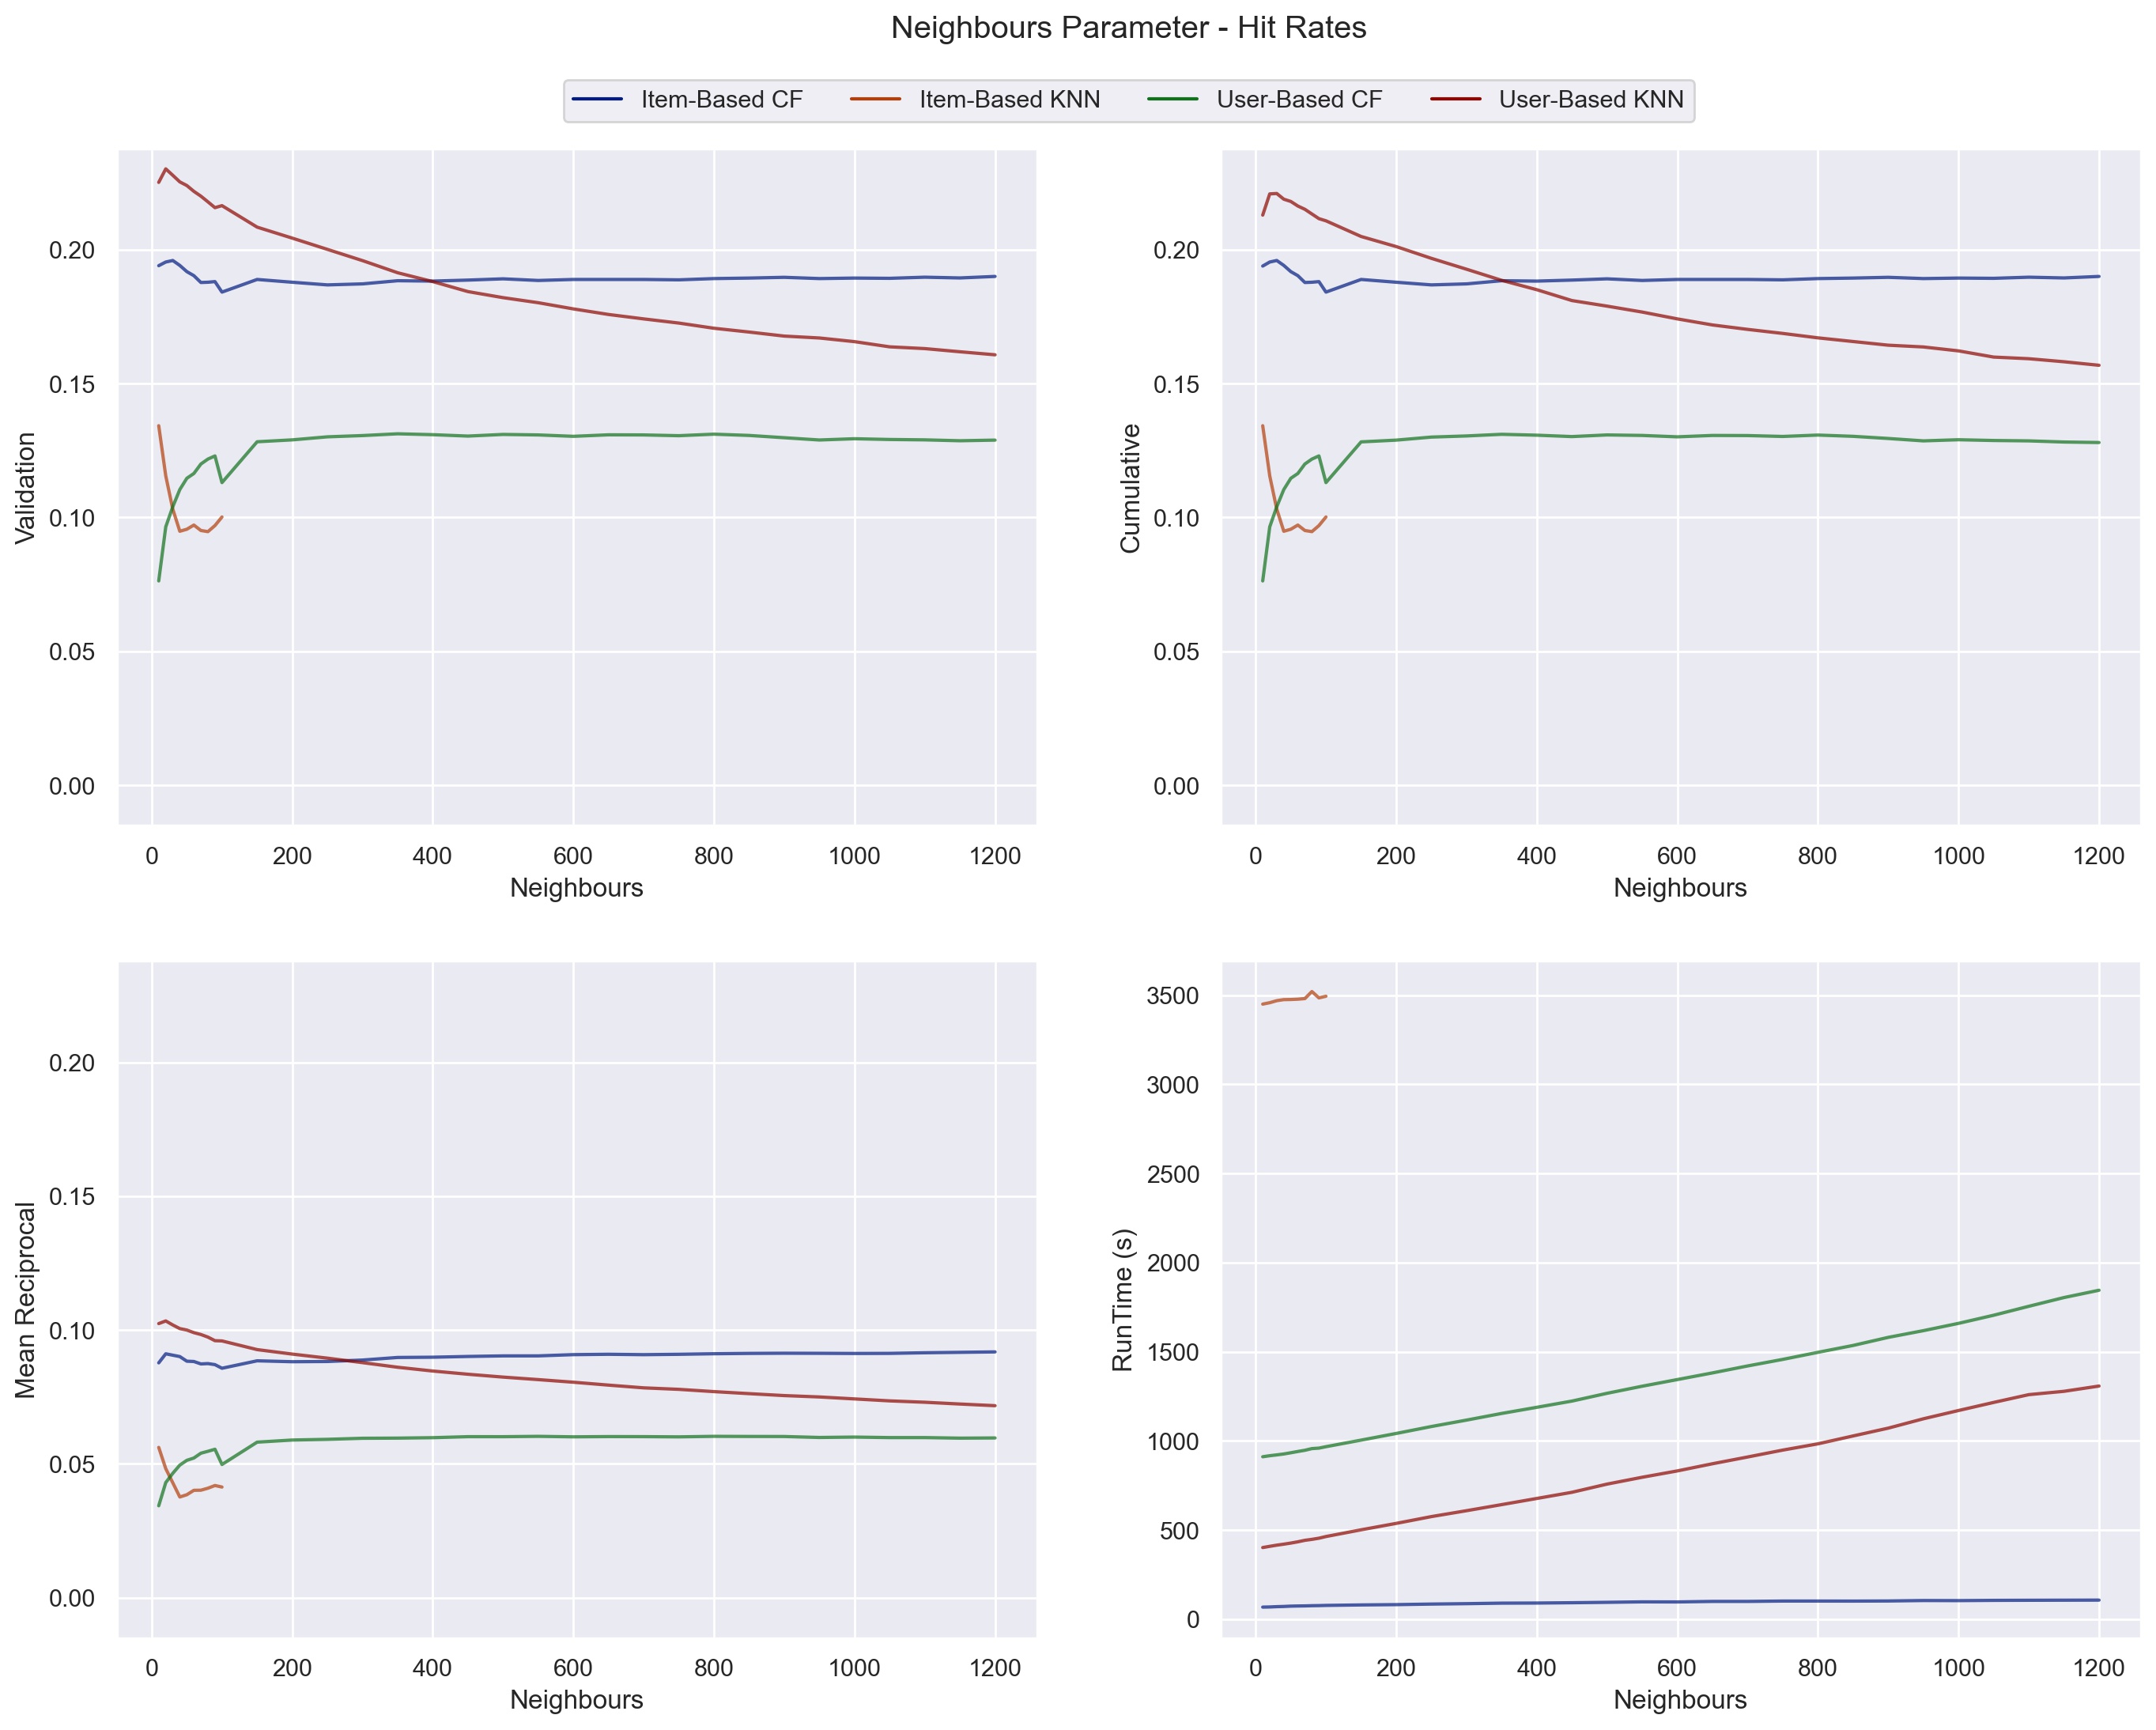 Neighbours Parameter - Hit Rates
Item-Based CF Item-Based KNN User-Based CF User-Based KNN
Validation
0.20
0.15
0.10
0.05
0.00
0 200 400 600 800 1000 1200
Neighbours
Cumulative
0.20
0.15
0.10
0.05
0.00
0 200 400 600 800 1000 1200
Neighbours
Mean Reciprocal
0.20
0.15
0.10
0.05
0.00
0 200 400 600 800 1000 1200
Neighbours
RunTime (s)
3500
3000
2500
2000
1500
1000
500
0
0 200 400 600 800 1000 1200
Neighbours